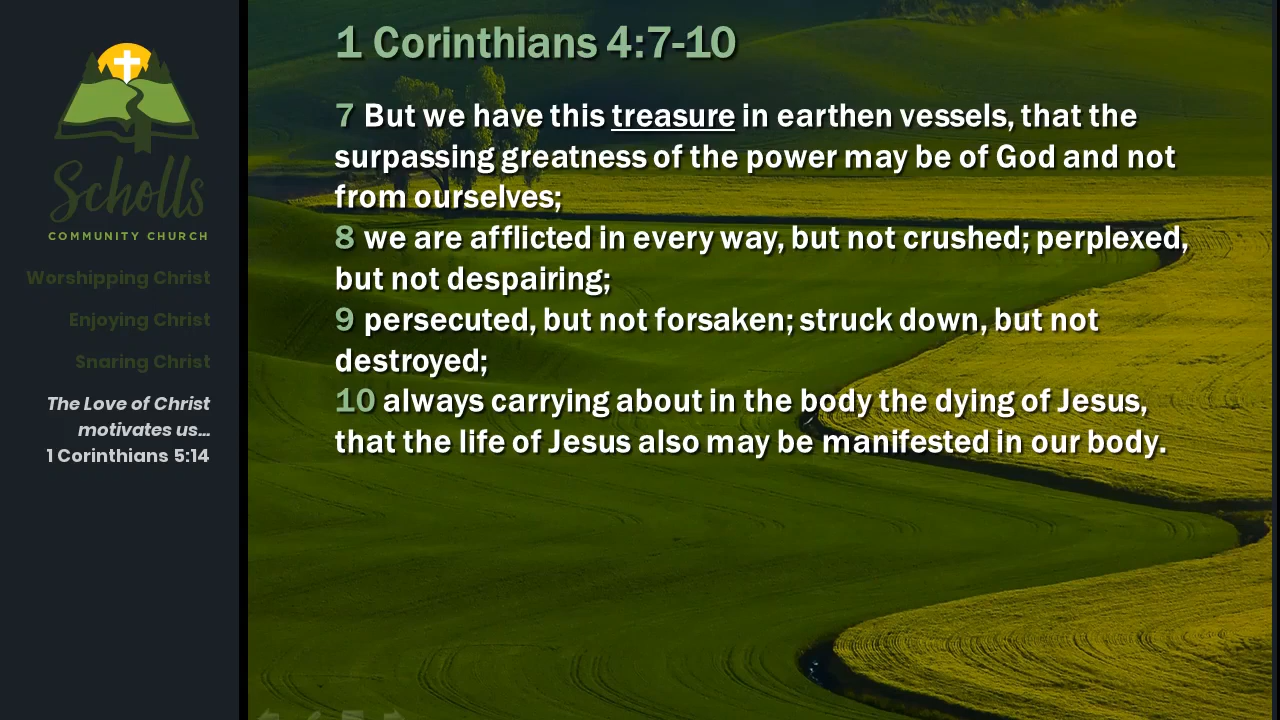 Scholls
COMMUNITY CHURCH
Worshipping Christ
Enjoying Christ
Snaring Christ
The Love of Christ
motivates us...
1 Corinthians 5:14
1 Corinthians 4:7-10
7 But we have this treasure in earthen vessels, that the
surpassing greatness of the power may be of God and not
from ourselves;
8 we are afflicted in every way, but not crushed; perplexed,
but not despairing;
9 persecuted, but not forsaken; struck down, but not
destroyed;
10 always carrying about in the body the dying of Jesus,
that the life of Jesus also may be manifested in our body.